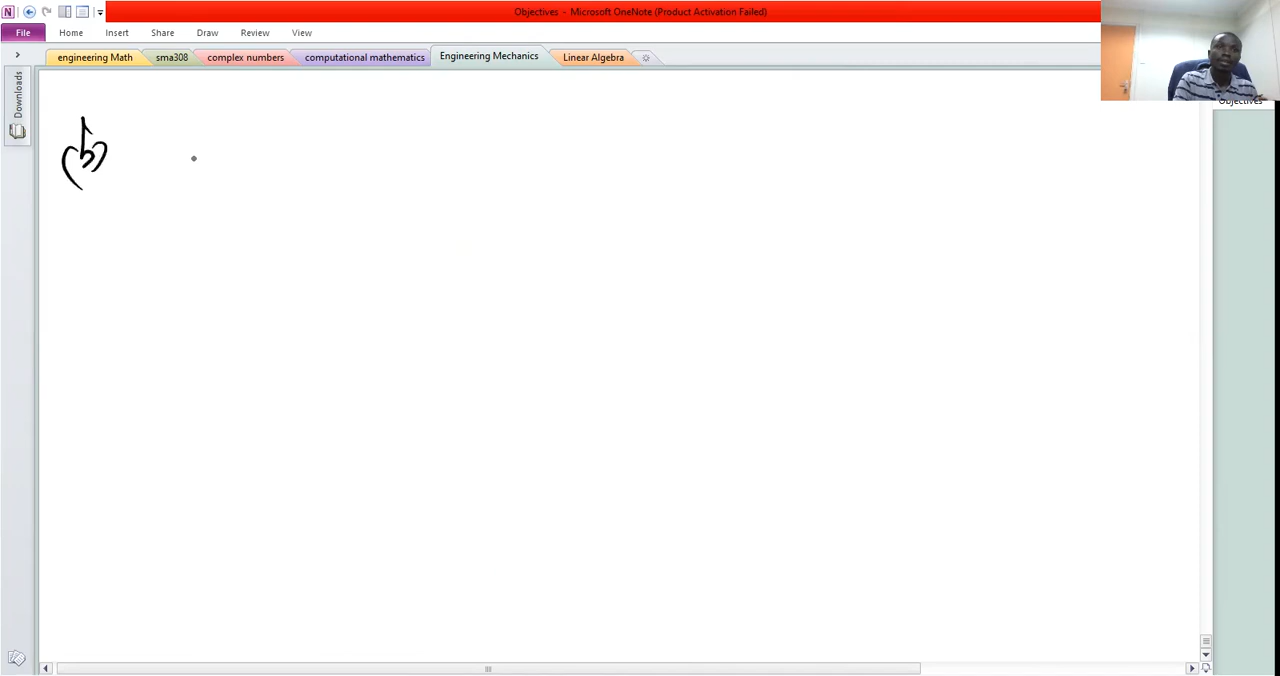 Objectives - Microsoft OneNote (Product Activation Failed)
File Home Insert Share Draw Review View
engineering Math sma308 complex numbers computational mathematics Engineering Mechanics Linear Algebra
Objectives
Downloads
(b)